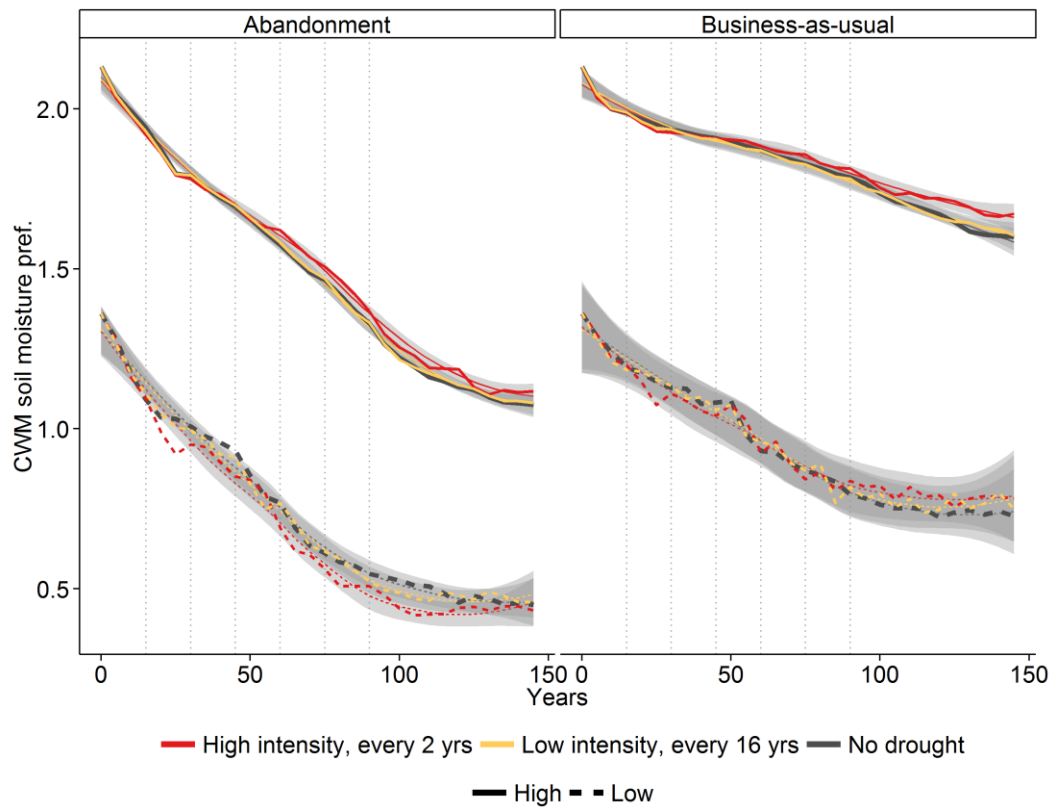 Abandonment
Business-as-usual
CWM soil moisture pref.
2.0
1.5
1.0
0.5
0 50 100 150
0 50 100 150
Years
High intensity, every 2 yrs Low intensity, every 16 yrs No drought
High Low